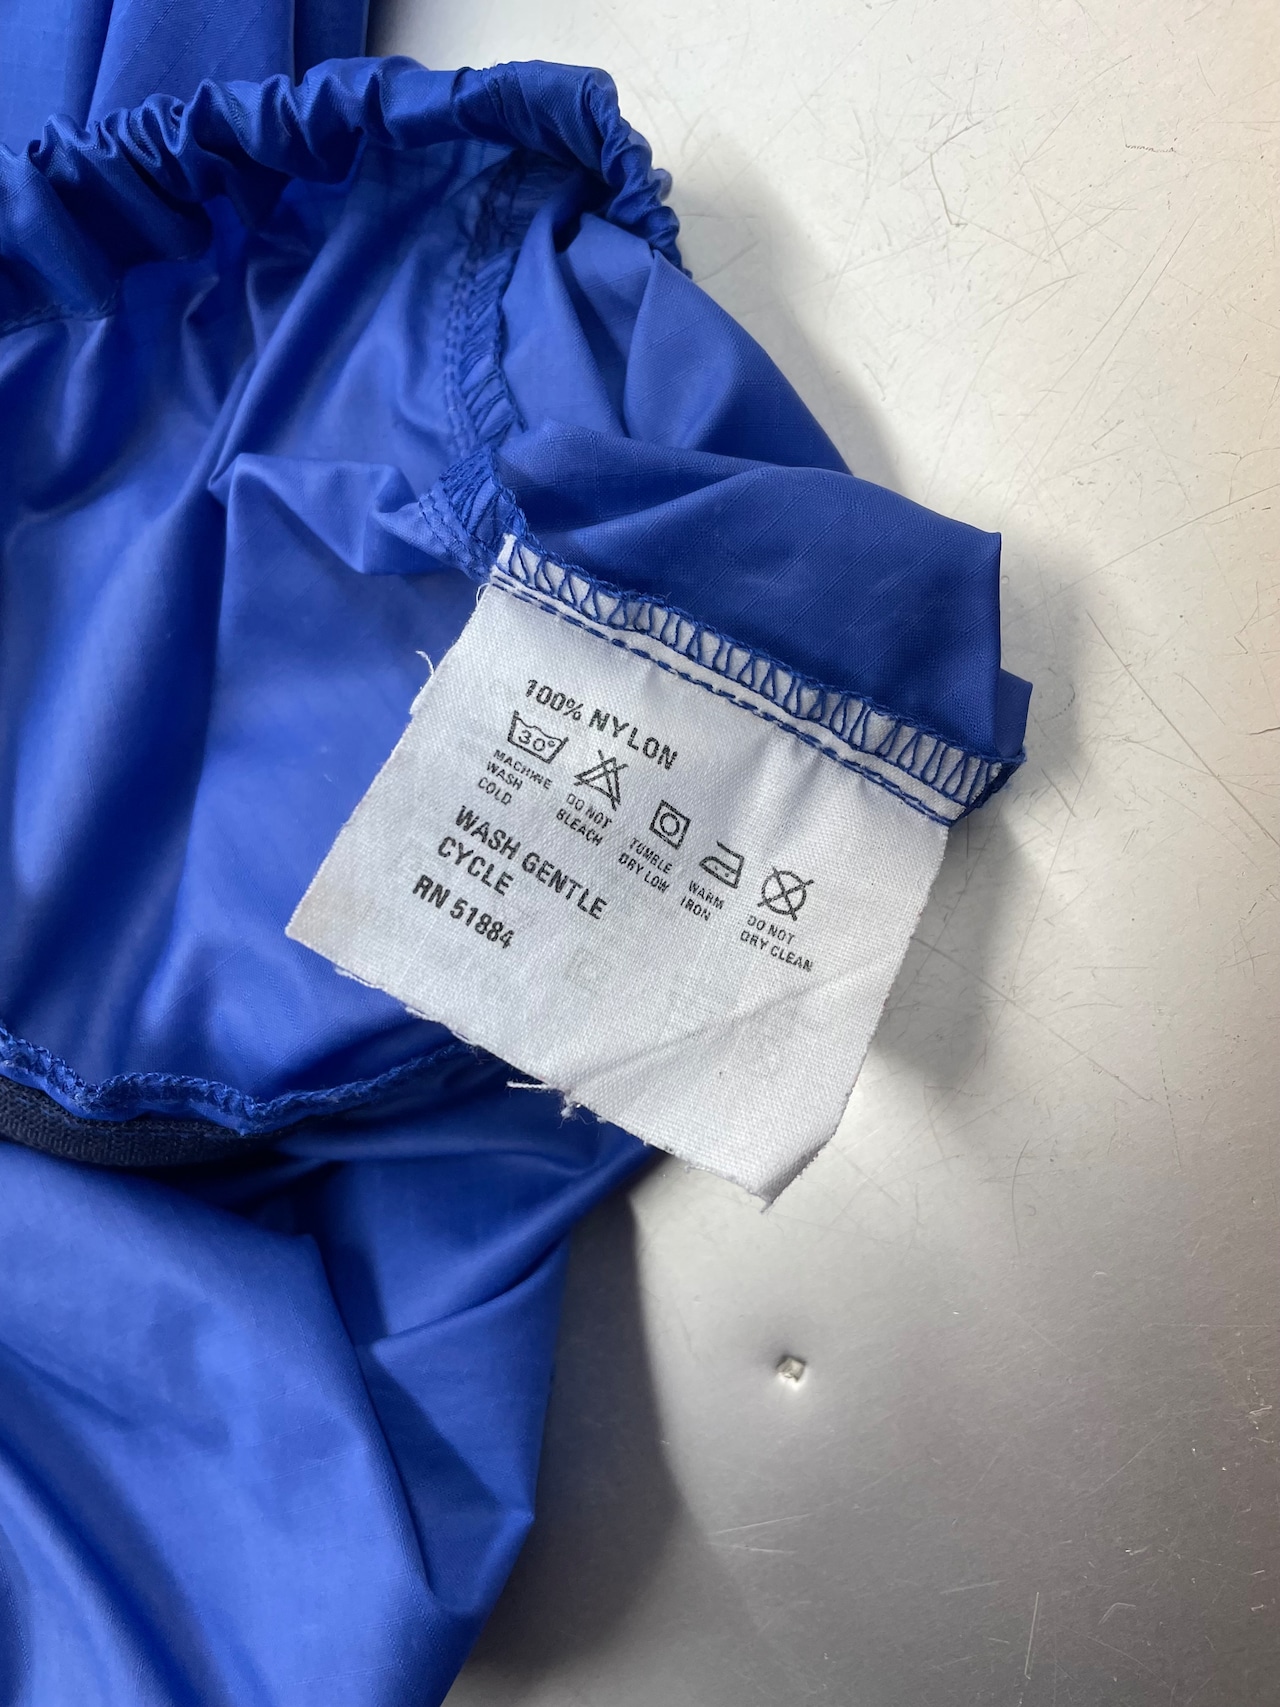 100% NYLON
30°
MACHINE
WASH
COLD
DO NOT
BLEACH
TUMBLE
DRY LOW
WARM
IRON
DO NOT
DRY CLEAN
WASH GENTLE
CYCLE
RN 51884